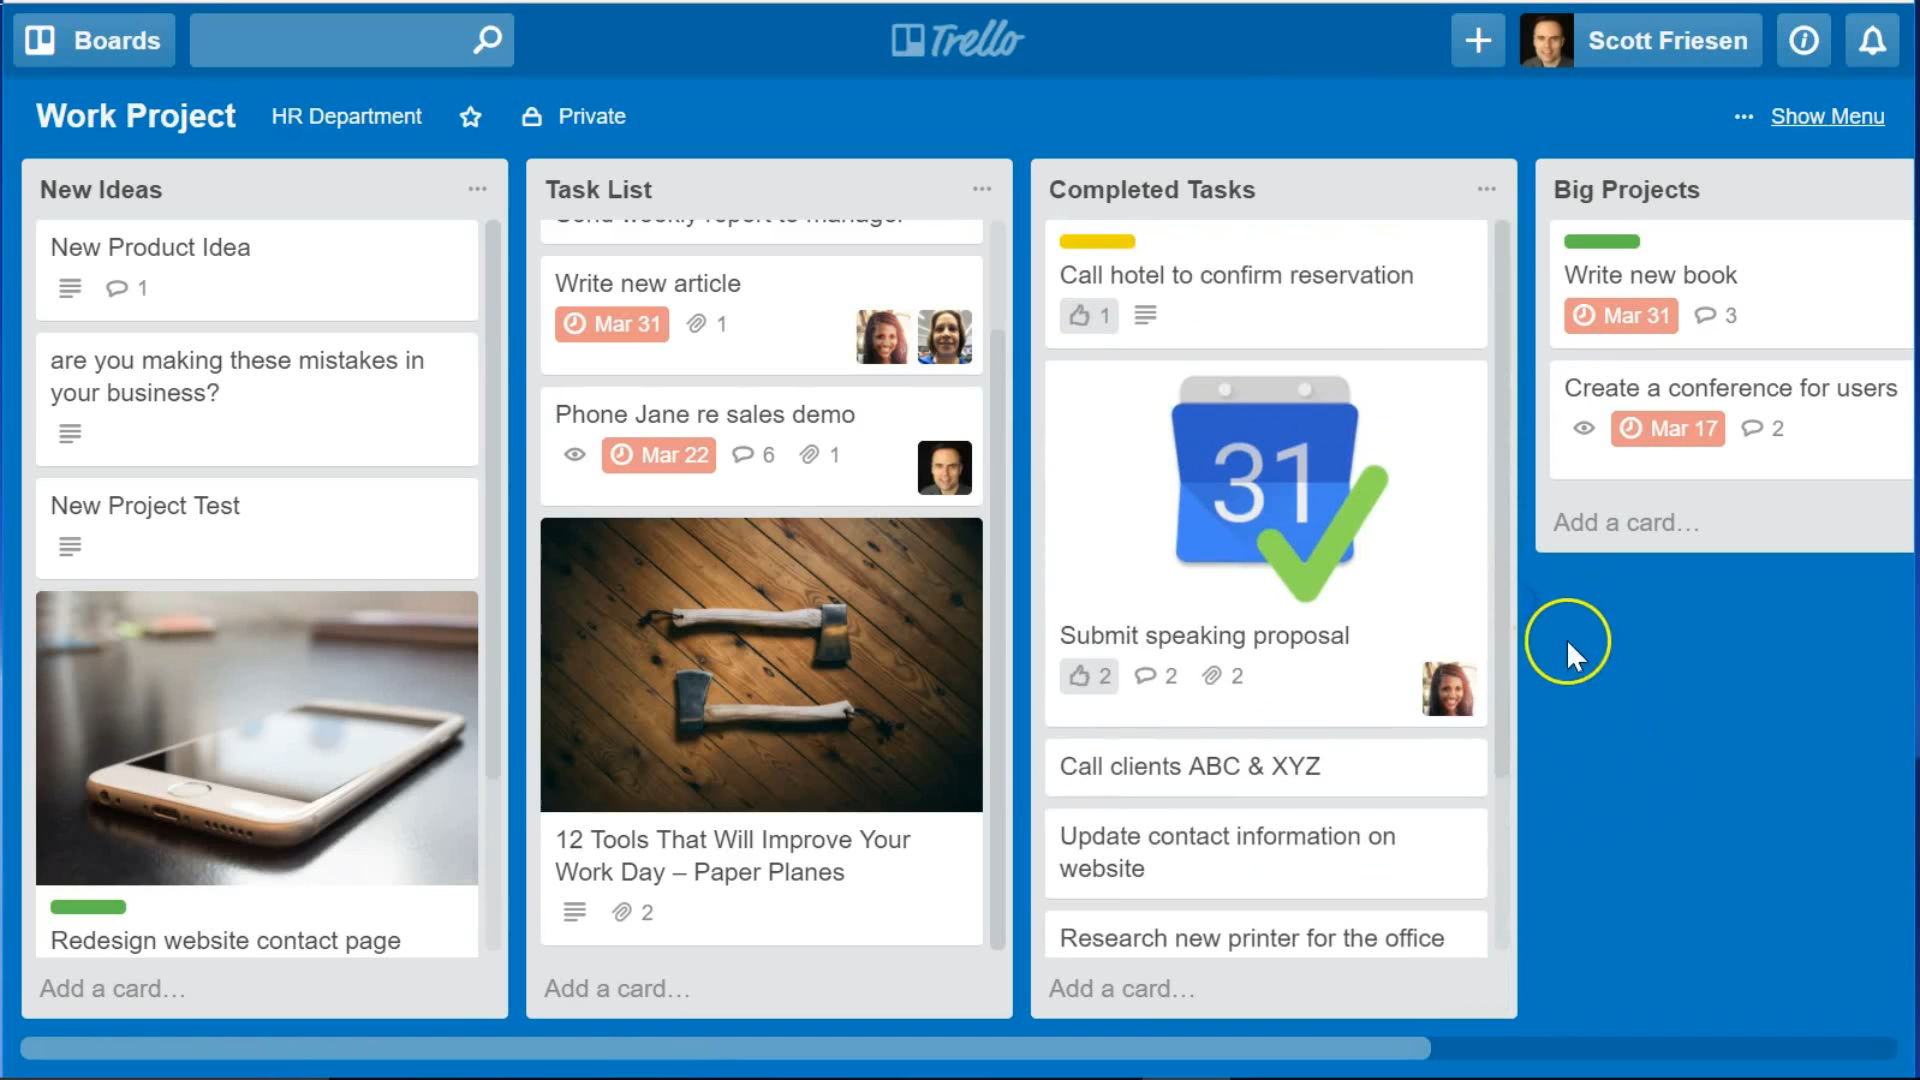 Boards
Trello
Scott Friesen
Work Project
HR Department
Private
Show Menu
New Ideas
New Product Idea
1
are you making these mistakes in
your business?
New Project Test
Redesign website contact page
Add a card…
Task List
Send weekly report to manager
Write new article
Mar 31
1
Phone Jane re sales demo
Mar 22
6
1
12 Tools That Will Improve Your
Work Day – Paper Planes
2
Add a card…
Completed Tasks
Call hotel to confirm reservation
1
31
Submit speaking proposal
2
2
2
Call clients ABC & XYZ
Update contact information on
website
Research new printer for the office
Add a card…
Big Projects
Write new book
Mar 31
3
Create a conference for users
Mar 17
2
Add a card…